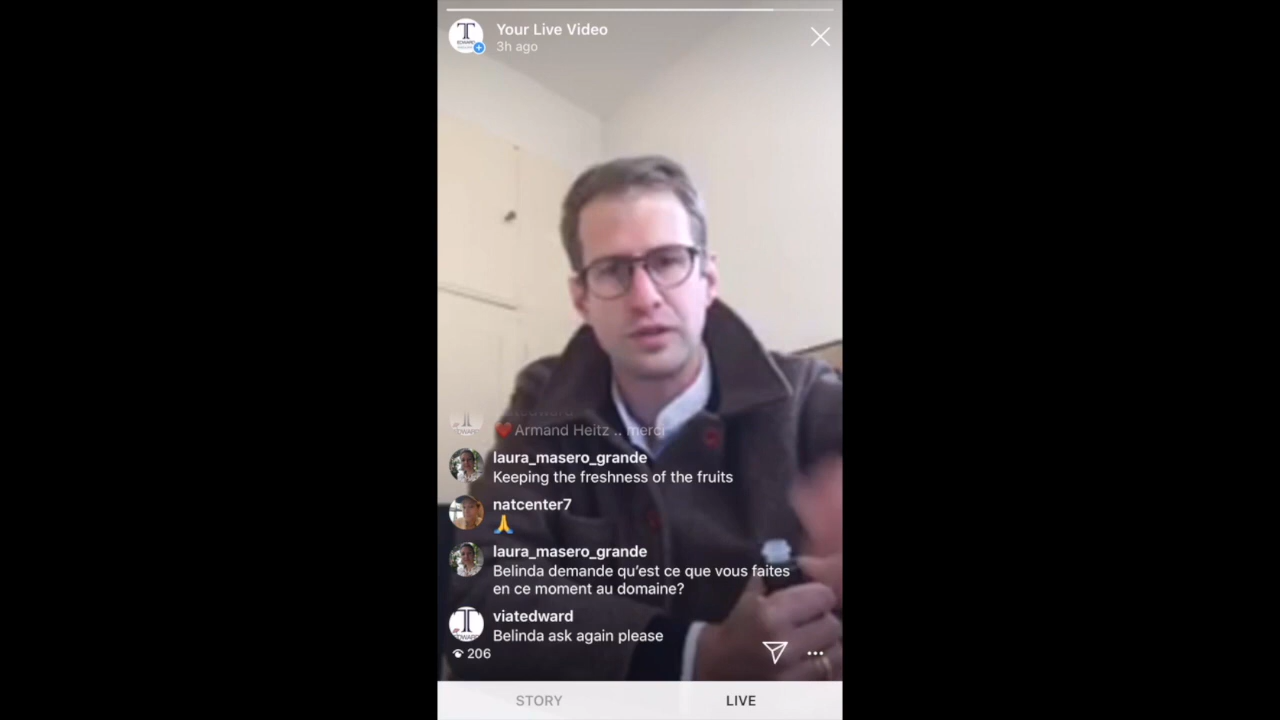 Your Live Video
3h ago
viatedward
❤️Armand Heitz .. merci
laura_masero_grande
Keeping the freshness of the fruits
natcenter7
🙏
laura_masero_grande
Belinda demande qu’est ce que vous faites
en ce moment au domaine?
viatedward
Belinda ask again please
206
STORY
LIVE